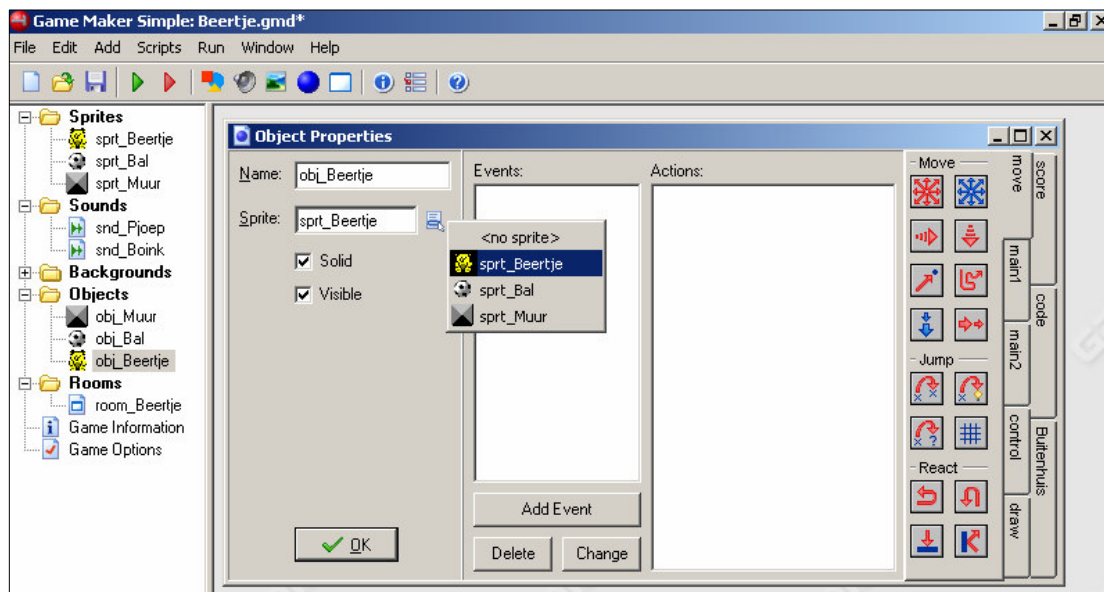 Game Maker Simple: Beertje.gmd*
File Edit Add Scripts Run Window Help
Sprites
sprt_Beertje
sprt_Bal
sprt_Muur
Sounds
snd_Pjoep
snd_Boink
Backgrounds
Objects
obj_Muur
obj_Bal
obj_Beertje
Rooms
room_Beertje
Game Information
Game Options
Object Properties
Name: obj_Beertje
Sprite: sprt_Beertje
Solid
Visible
OK
<no sprite>
sprt_Beertje
sprt_Bal
sprt_Muur
Events:
Add Event
Delete Change
Actions:
Move
Jump
React
move
main1
main2
control
draw
score
code
Buitenhuis